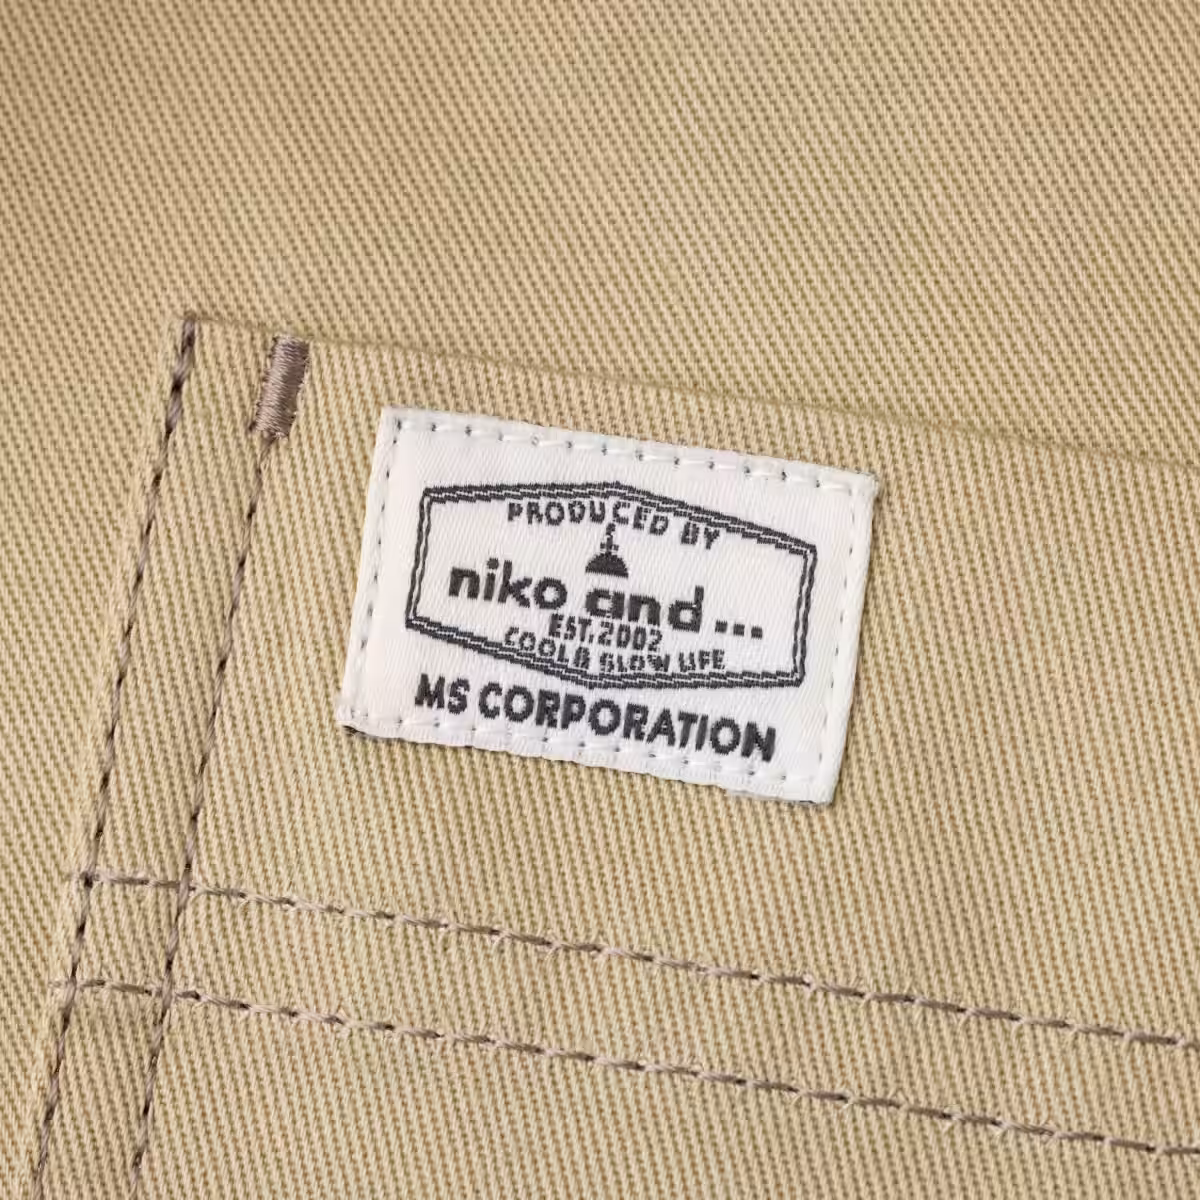 PRODUCED BY
niko and...
EST. 2002
COOL & SLOW LIFE
MS CORPORATION